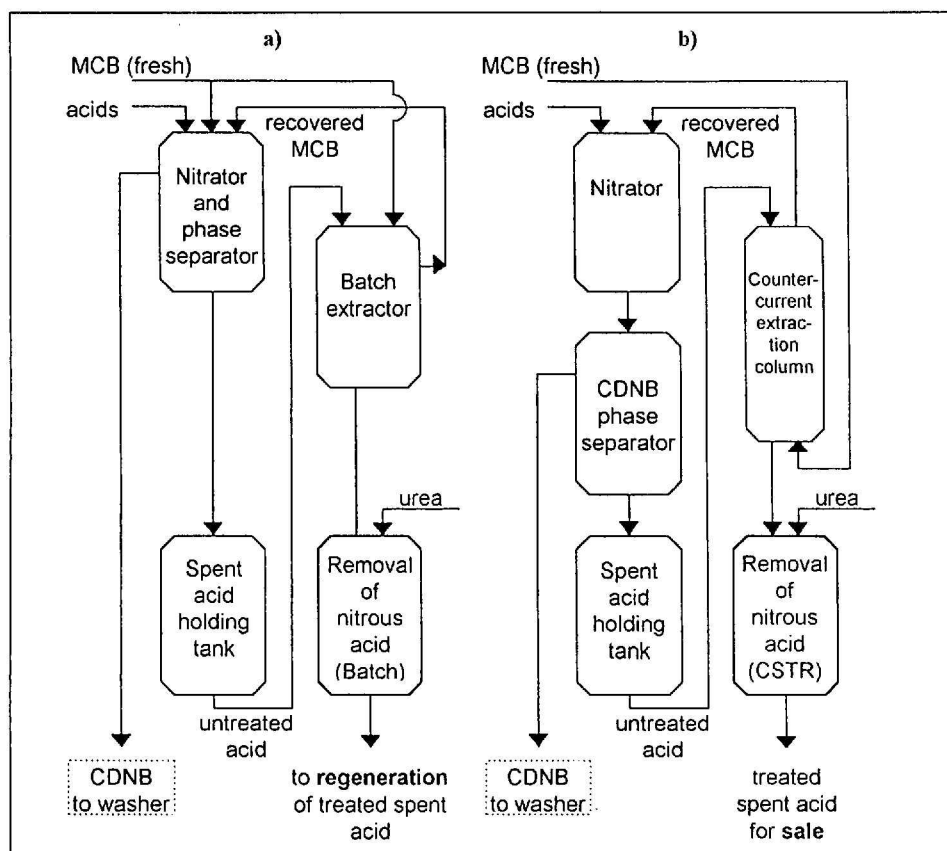 a)
MCB (fresh)
acids
recovered
MCB
Nitrator
and
phase
separator
Batch
extractor
urea
Spent
acid
holding
tank
Removal
of
nitrous
acid
(Batch)
untreated
acid
CDNB
to washer
to regeneration
of treated spent
acid
b)
MCB (fresh)
acids
recovered
MCB
Nitrator
Counter-
current
extrac-
tion
column
CDNB
phase
separator
urea
Spent
acid
holding
tank
Removal
of
nitrous
acid
(CSTR)
untreated
acid
CDNB
to washer
treated
spent acid
for sale